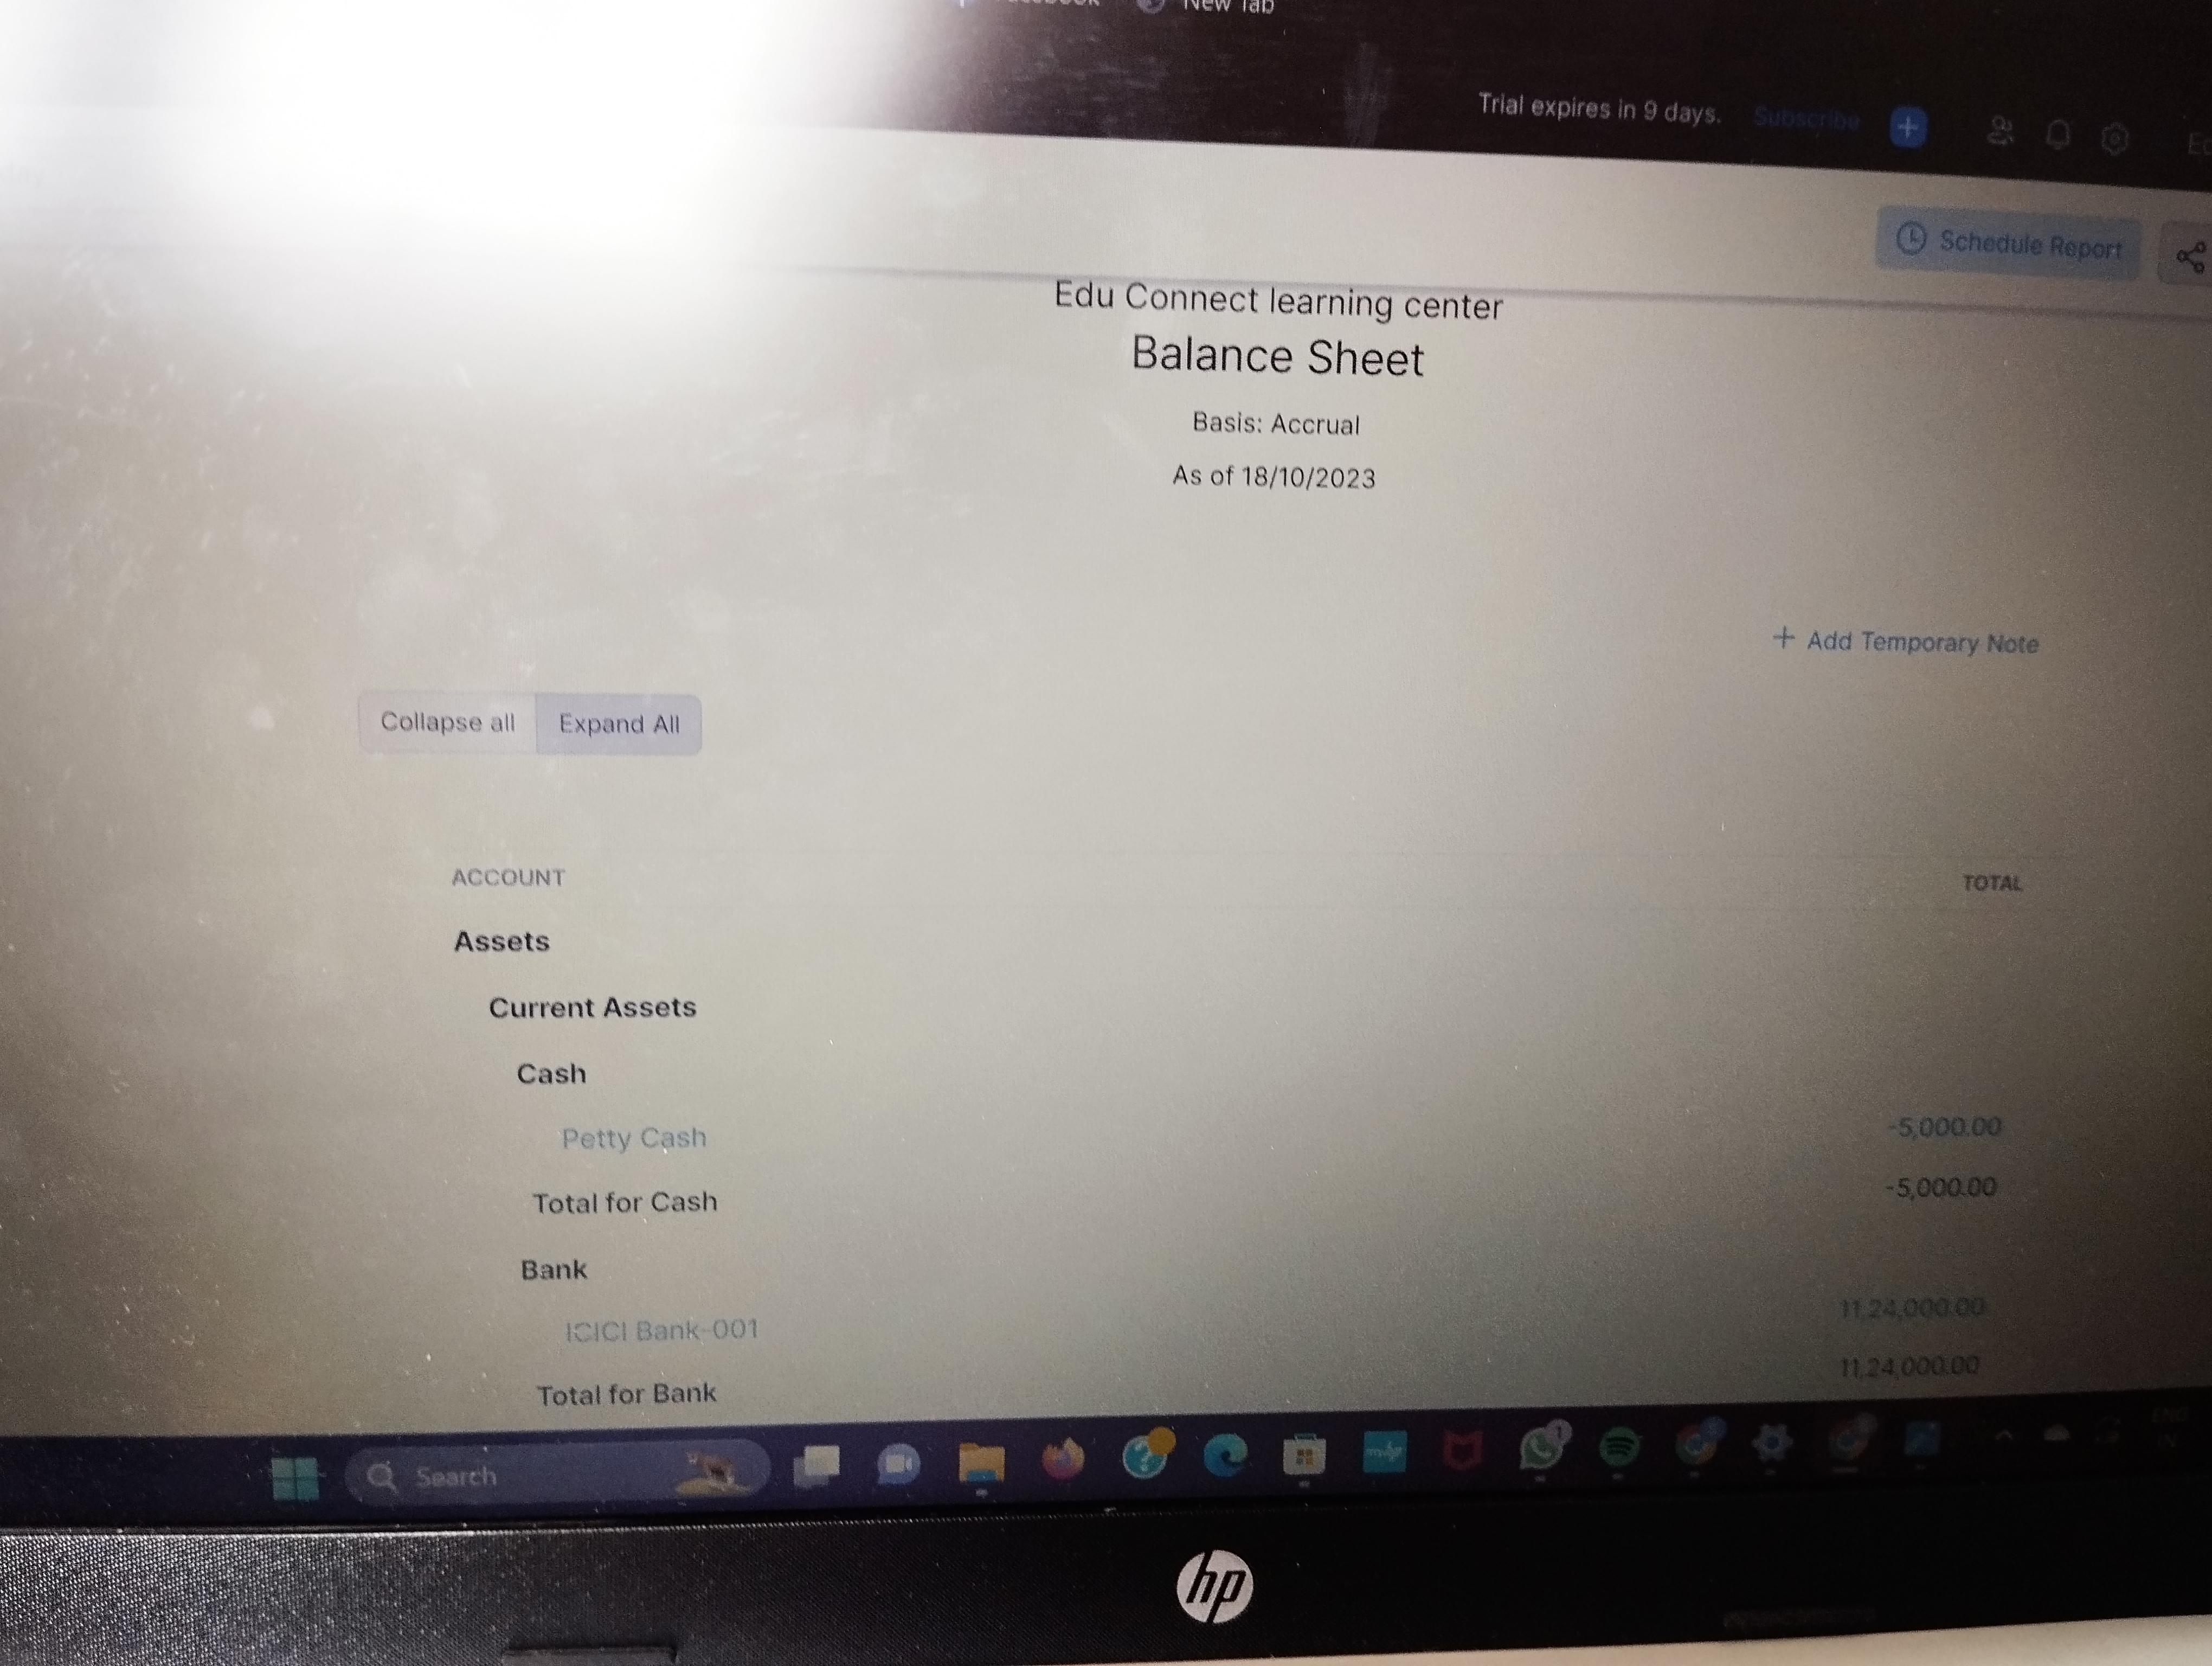 New Tab
Trial expires in 9 days. Subscribe
Schedule Report
Edu Connect learning center
Balance Sheet
Basis: Accrual
As of 18/10/2023
+ Add Temporary Note
Collapse all Expand All
ACCOUNT TOTAL
Assets
Current Assets
Cash
Petty Cash -5,000.00
Total for Cash -5,000.00
Bank
ICICI Bank-001 11,24,000.00
Total for Bank 11,24,000.00
Search
hp